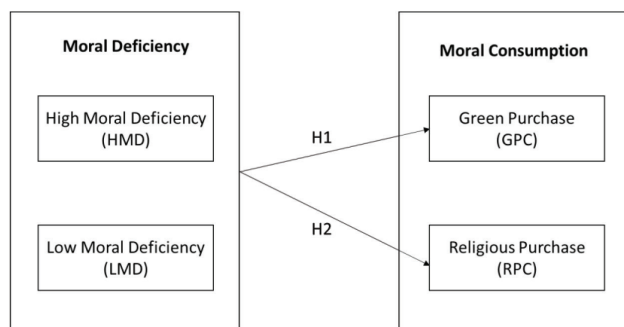 Moral Deficiency
High Moral Deficiency
(HMD)
Low Moral Deficiency
(LMD)
H1
H2
Moral Consumption
Green Purchase
(GPC)
Religious Purchase
(RPC)